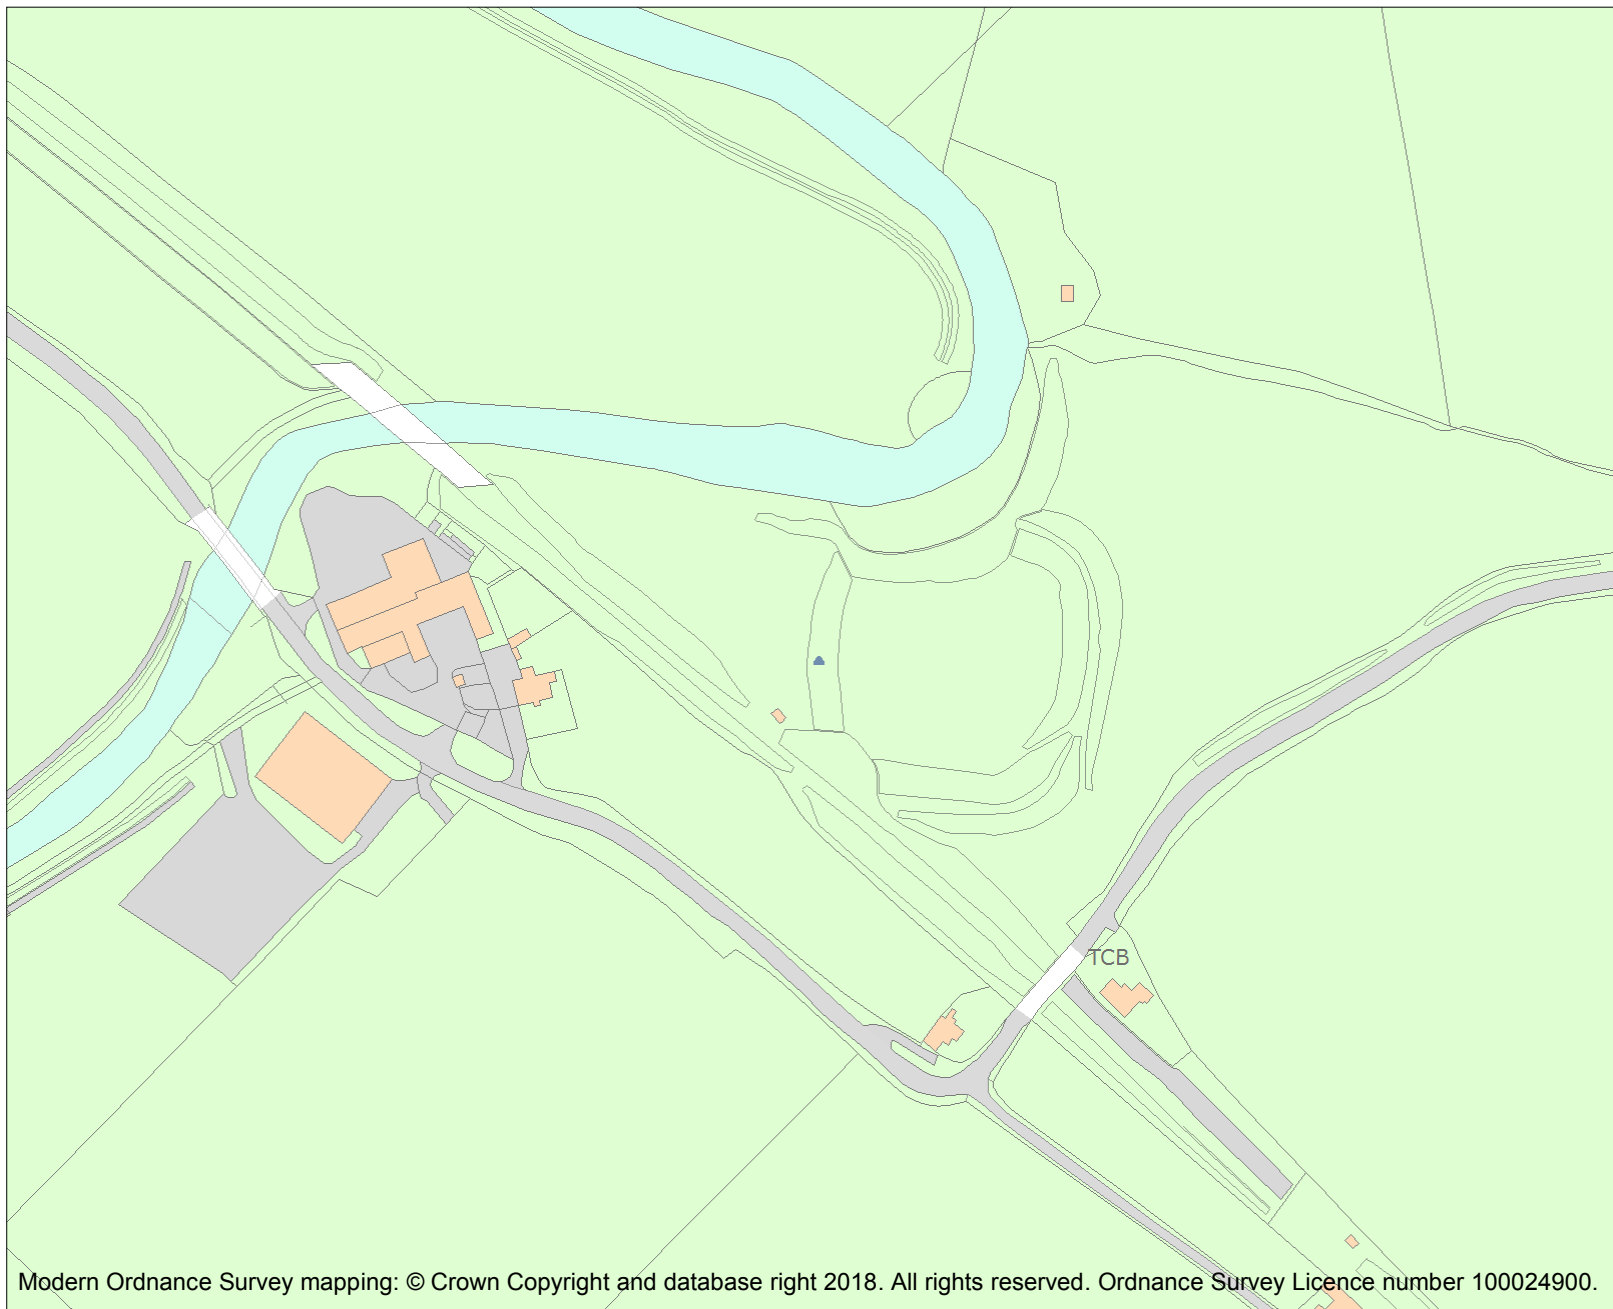 TCB
Modern Ordnance Survey mapping: © Crown Copyright and database right 2018. All rights reserved. Ordnance Survey Licence number 100024900.